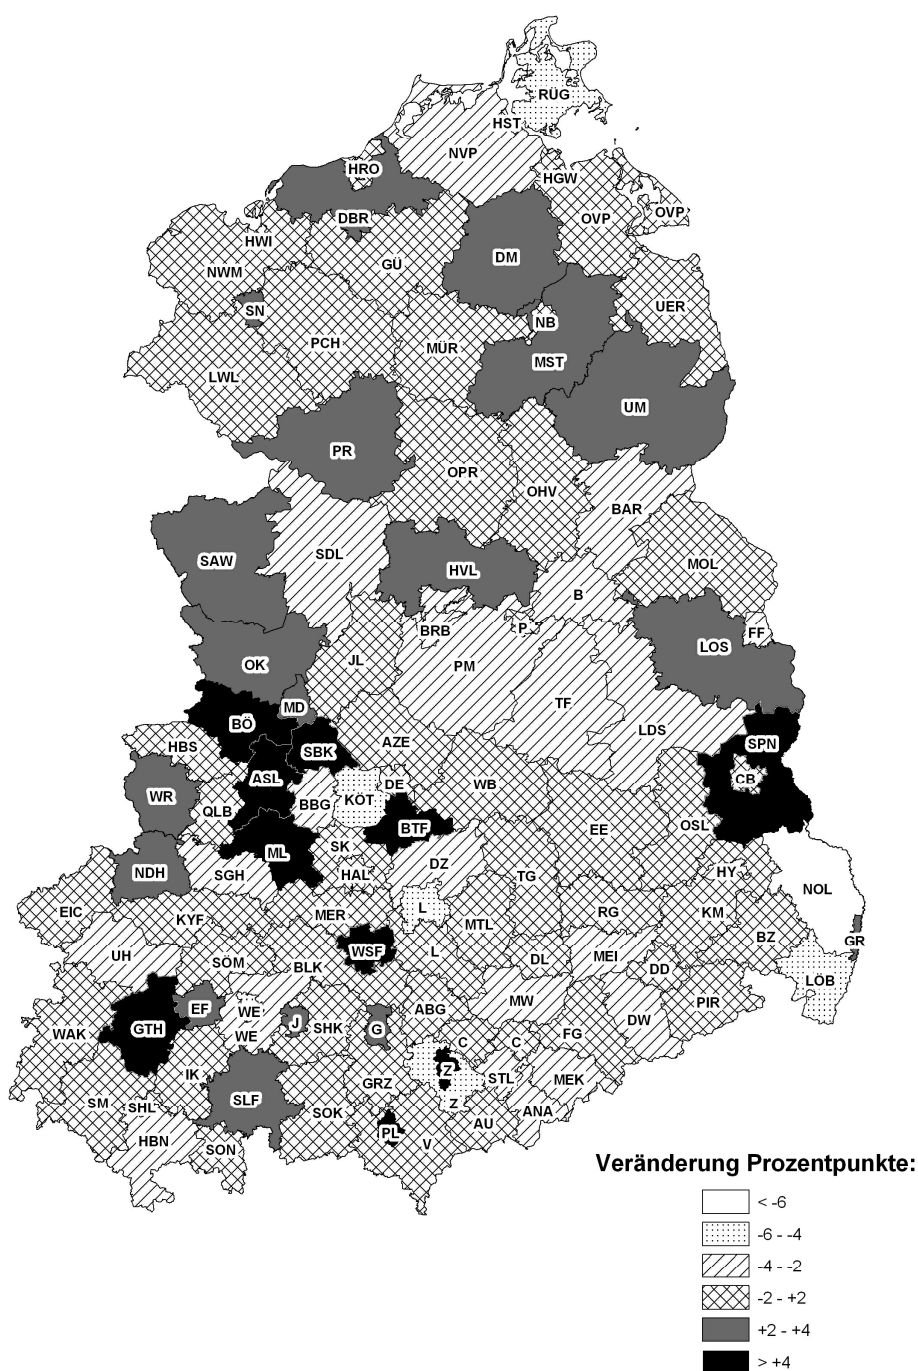 RÜG
HST
NVP
HRO
HGW
DBR
OVP
OVP
HWI
GÜ
DM
NWM
SN
NB
UER
PCH
MÜR
MST
LWL
UM
PR
OPR
OHV
BAR
SDL
SAW
HVL
MOL
B
BRB
P
FF
LOS
OK
JL
PM
TF
MD
BÖ
LDS
HBS
SBK
AZE
SPN
ASL
CB
WR
DE
WB
QLB
BBG
KÖT
BTF
OSL
EE
ML
SK
NDH
SGH
HAL
DZ
TG
HY
NOL
EIC
KYF
MER
L
RG
KM
MTL
BZ
GR
UH
SÖM
WSF
L
DL
MEI
BLK
DD
LÖB
EF
WE
ABG
MW
PIR
WAK
GTH
WE
J
SHK
G
FG
DW
C
C
IK
Z
STL
MEK
SM
SHL
SLF
SOK
GRZ
Z
ANA
HBN
SON
PL
V
AU
Veränderung Prozentpunkte:
< -6
-6 - -4
-4 - -2
-2 - +2
+2 - +4
> +4